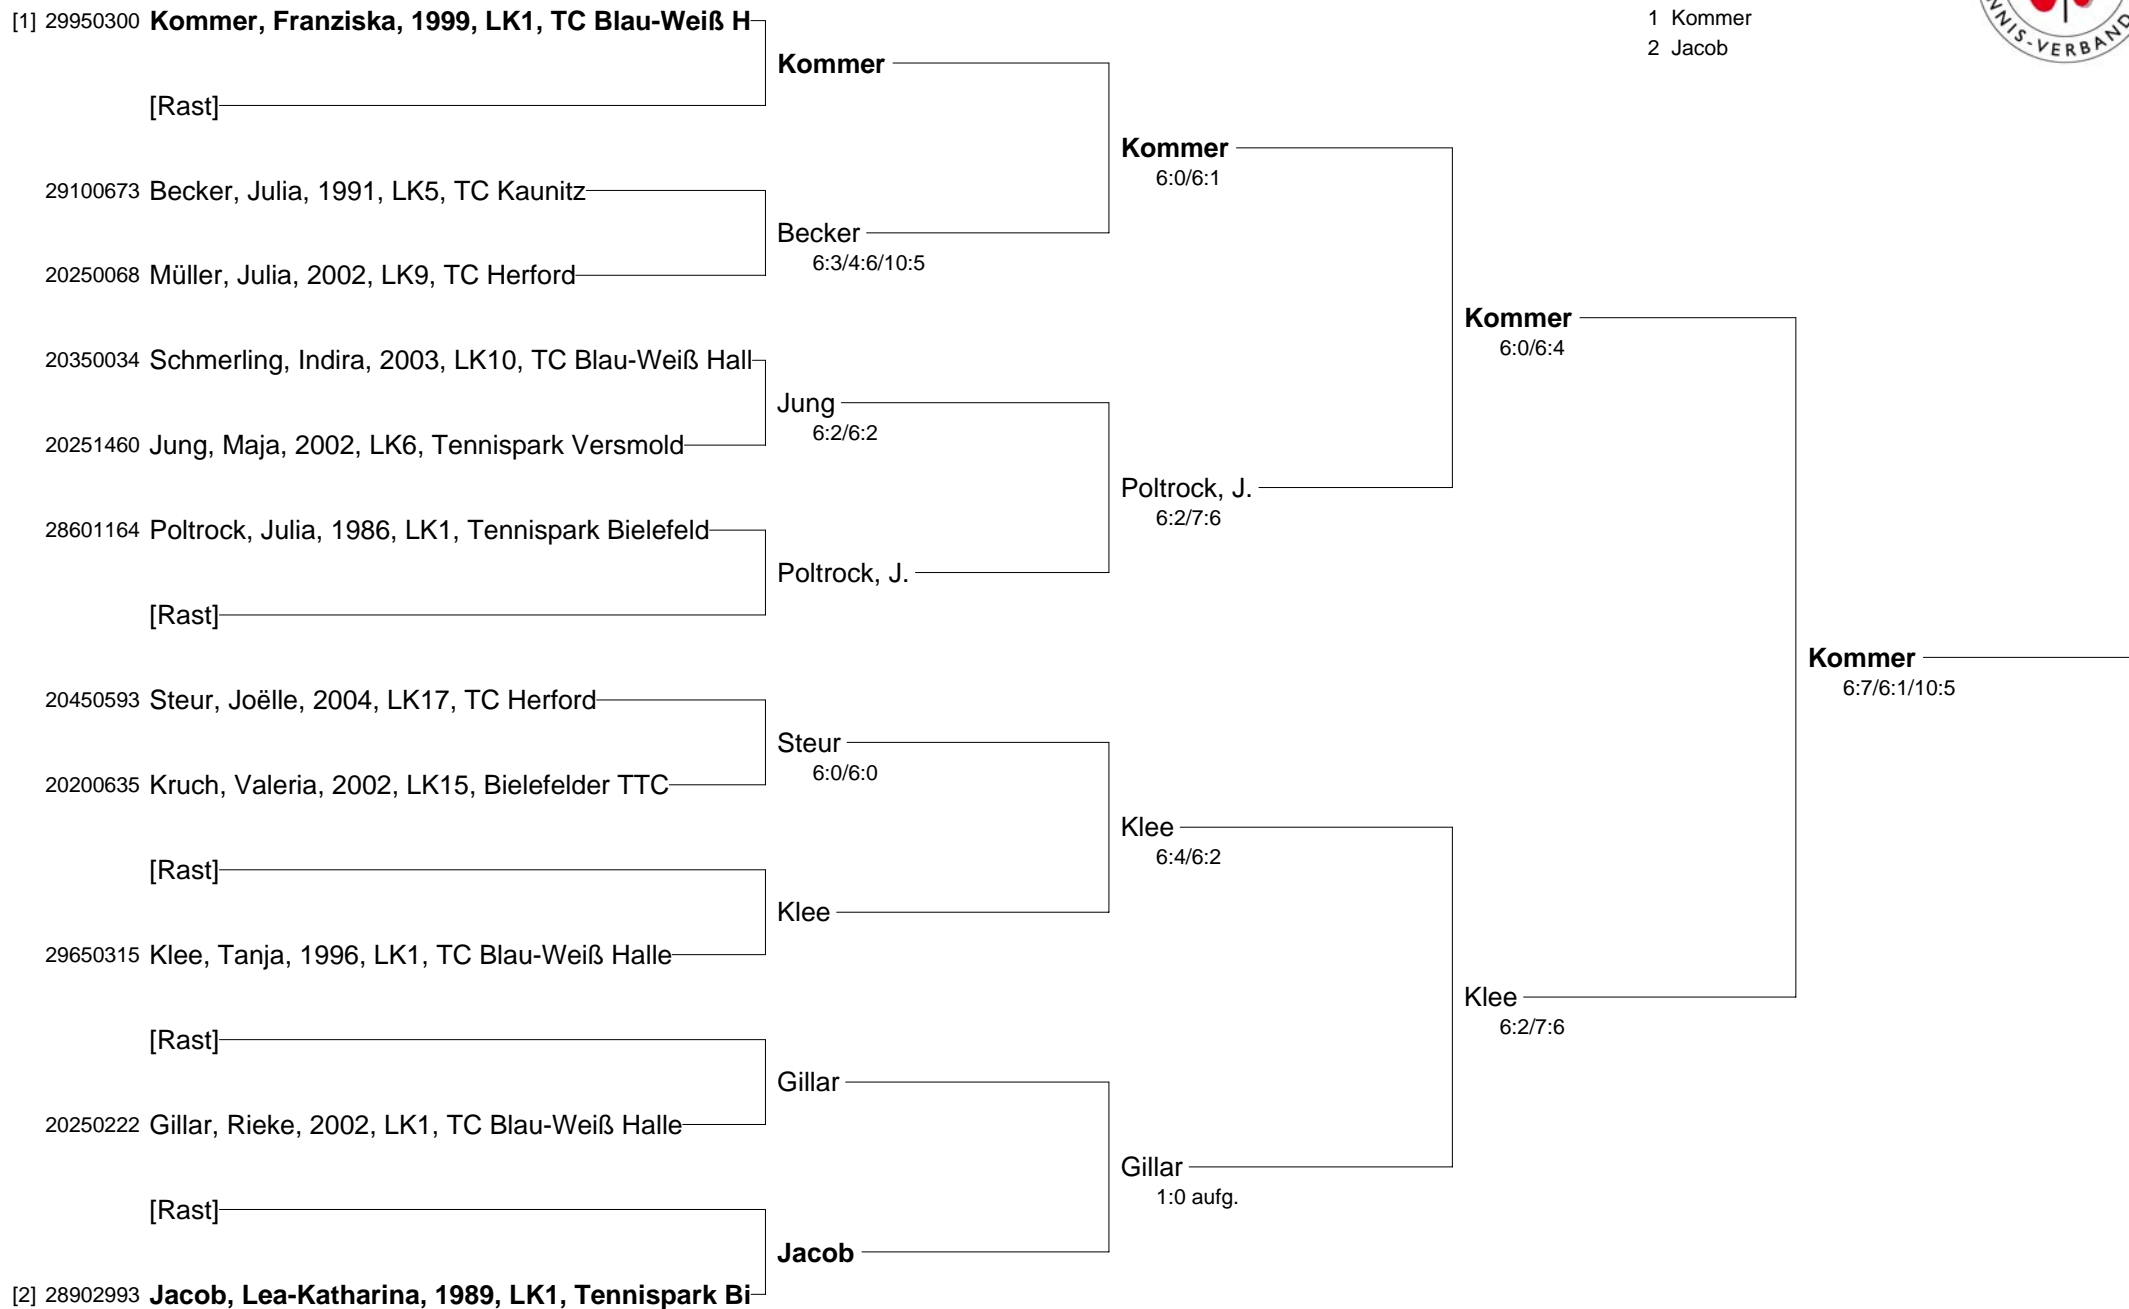 [1] 29950300 Kommer, Franziska, 1999, LK1, TC Blau-Weiß H
[Rast]
29100673 Becker, Julia, 1991, LK5, TC Kaunitz
20250068 Müller, Julia, 2002, LK9, TC Herford
20350034 Schmerling, Indira, 2003, LK10, TC Blau-Weiß Hall
20251460 Jung, Maja, 2002, LK6, Tennispark Versmold
28601164 Poltrock, Julia, 1986, LK1, Tennispark Bielefeld
[Rast]
20450593 Steur, Joëlle, 2004, LK17, TC Herford
20200635 Kruch, Valeria, 2002, LK15, Bielefelder TTC
[Rast]
29650315 Klee, Tanja, 1996, LK1, TC Blau-Weiß Halle
[Rast]
20250222 Gillar, Rieke, 2002, LK1, TC Blau-Weiß Halle
[Rast]
[2] 28902993 Jacob, Lea-Katharina, 1989, LK1, Tennispark Bi
Kommer
Becker
6:3/4:6/10:5
Jung
6:2/6:2
Poltrock, J.
Steur
6:0/6:0
Klee
Gillar
Jacob
Kommer
6:0/6:1
Poltrock, J.
6:2/7:6
Klee
6:4/6:2
Gillar
1:0 aufg.
Kommer
6:0/6:4
Klee
6:2/7:6
Kommer
6:7/6:1/10:5
1 Kommer
2 Jacob
NNIS-VERBAND